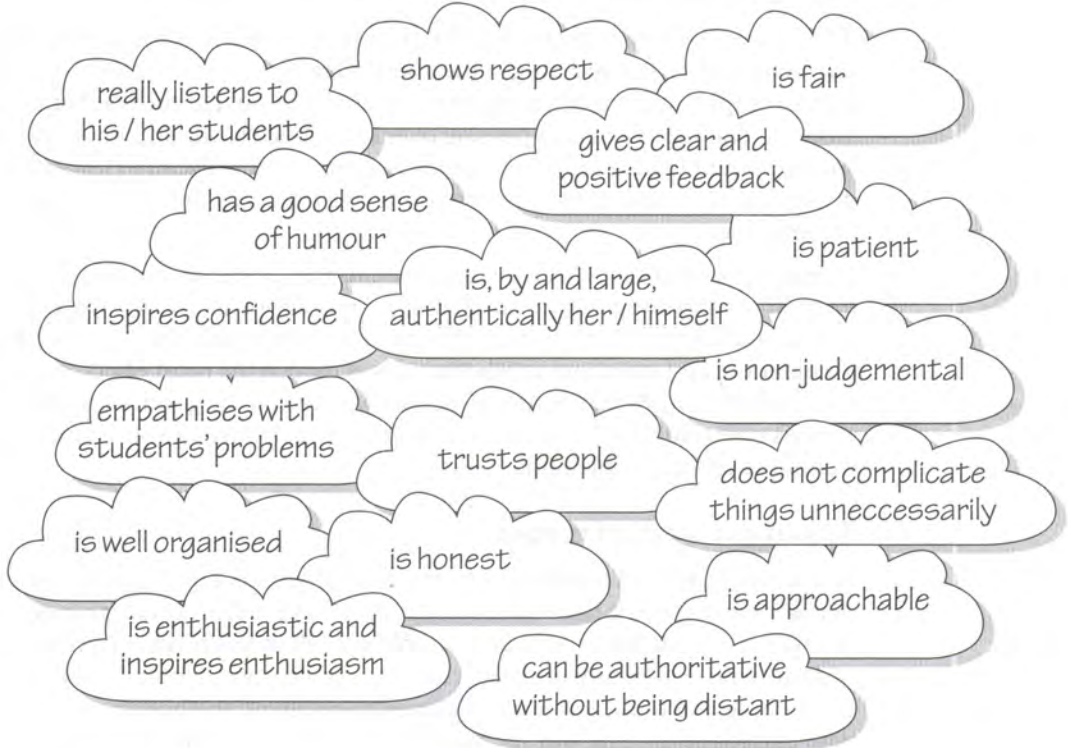 really listens to
his / her students
shows respect
is fair
gives clear and
positive feedback
has a good sense
of humour
is patient
inspires confidence
is, by and large,
authentically her / himself
is non-judgemental
empathises with
students' problems
trusts people
does not complicate
things unneccessarily
is well organised
is honest
is approachable
is enthusiastic and
inspires enthusiasm
can be authoritative
without being distant